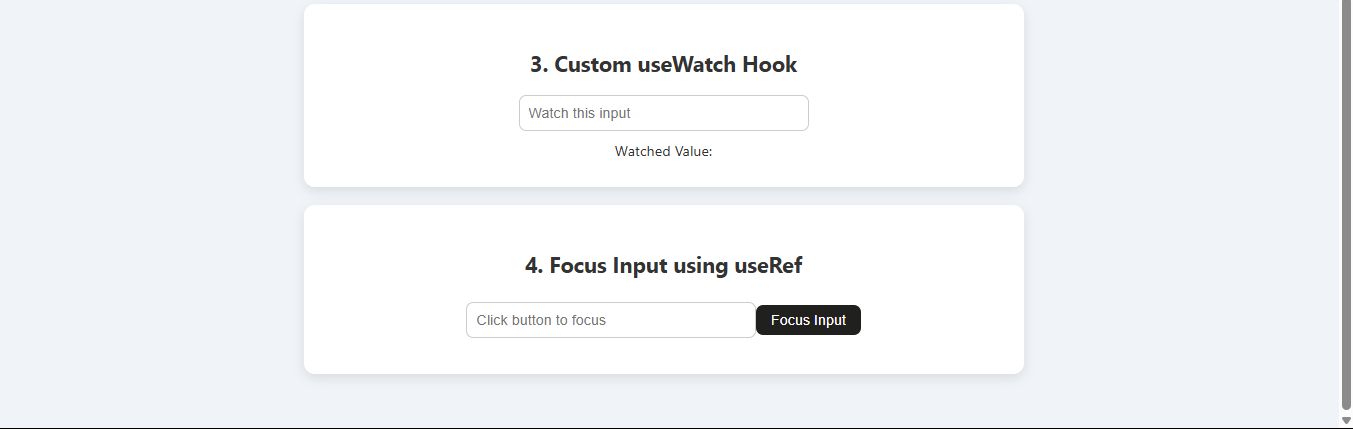 3. Custom useWatch Hook
Watch this input
Watched Value:
4. Focus Input using useRef
Click button to focus
Focus Input